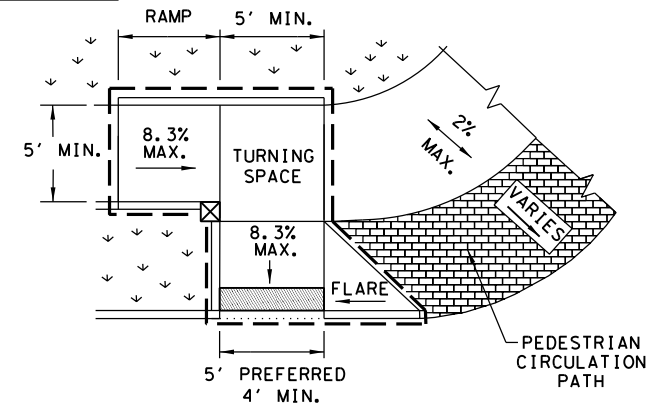 RAMP
5' MIN.
5' MIN.
8.3%
MAX.
TURNING
SPACE
2%
MAX.
VARIES
8.3%
MAX.
FLARE
PEDESTRIAN
CIRCULATION
PATH
5' PREFERRED
4' MIN.